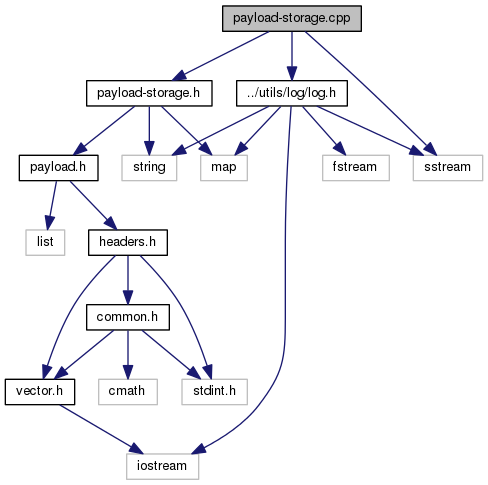 payload-storage.cpp
payload-storage.h
../utils/log/log.h
payload.h
string
map
fstream
sstream
list
headers.h
common.h
vector.h
cmath
stdint.h
iostream